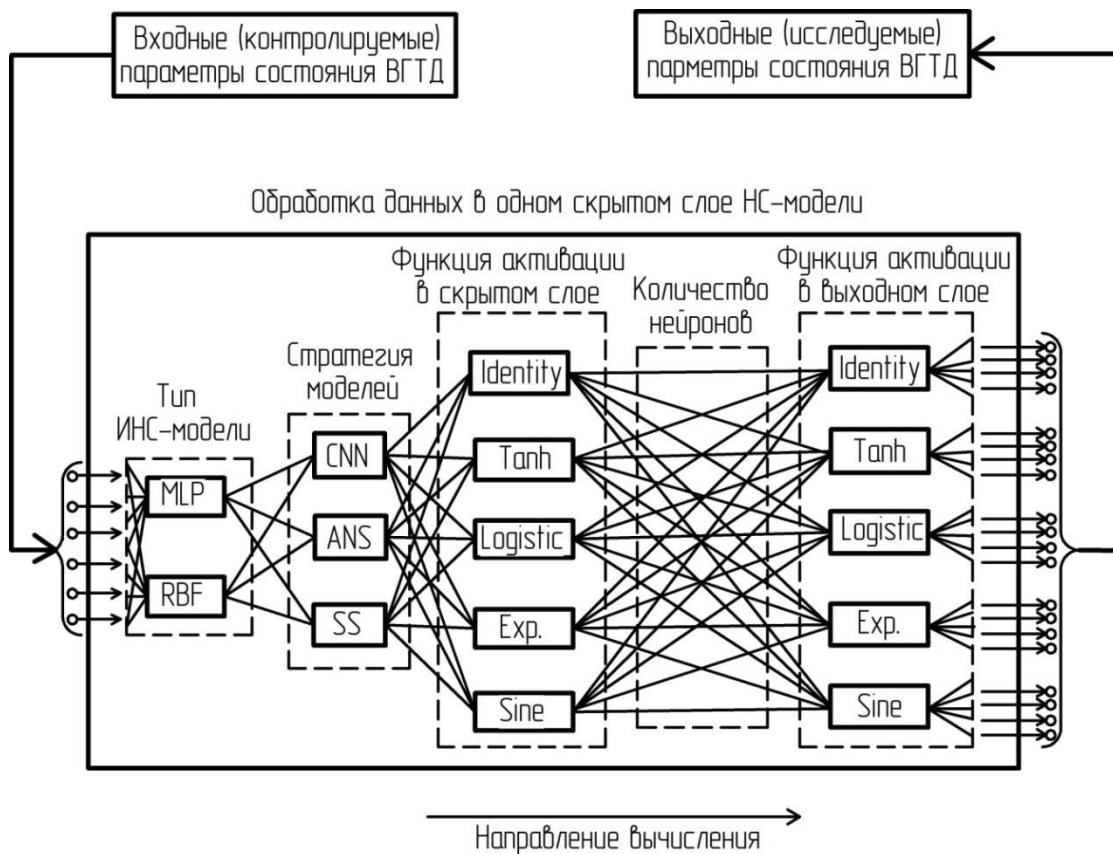 Входные (контролируемые)
параметры состояния ВГТД
Выходные (исследуемые)
парметры состояния ВГТД
Обработка данных в одном скрытом слое НС-модели
Тип
ИНС-модели
MLP
RBF
Стратегия
моделей
CNN
ANS
SS
Функция активации
в скрытом слое
Identity
Tanh
Logistic
Exp.
Sine
Количество
нейронов
Функция активации
в выходном слое
Identity
Tanh
Logistic
Exp.
Sine
Направление вычисления